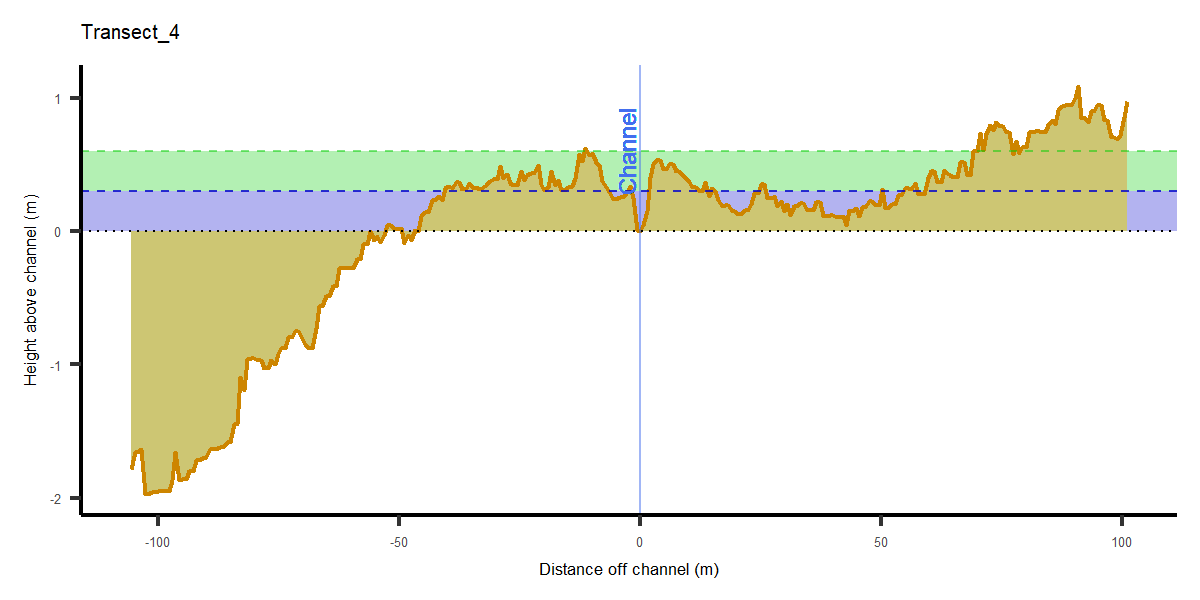 Transect_4
Channel
1
0
-1
-2
Height above channel (m)
-100
-50
0
50
100
Distance off channel (m)